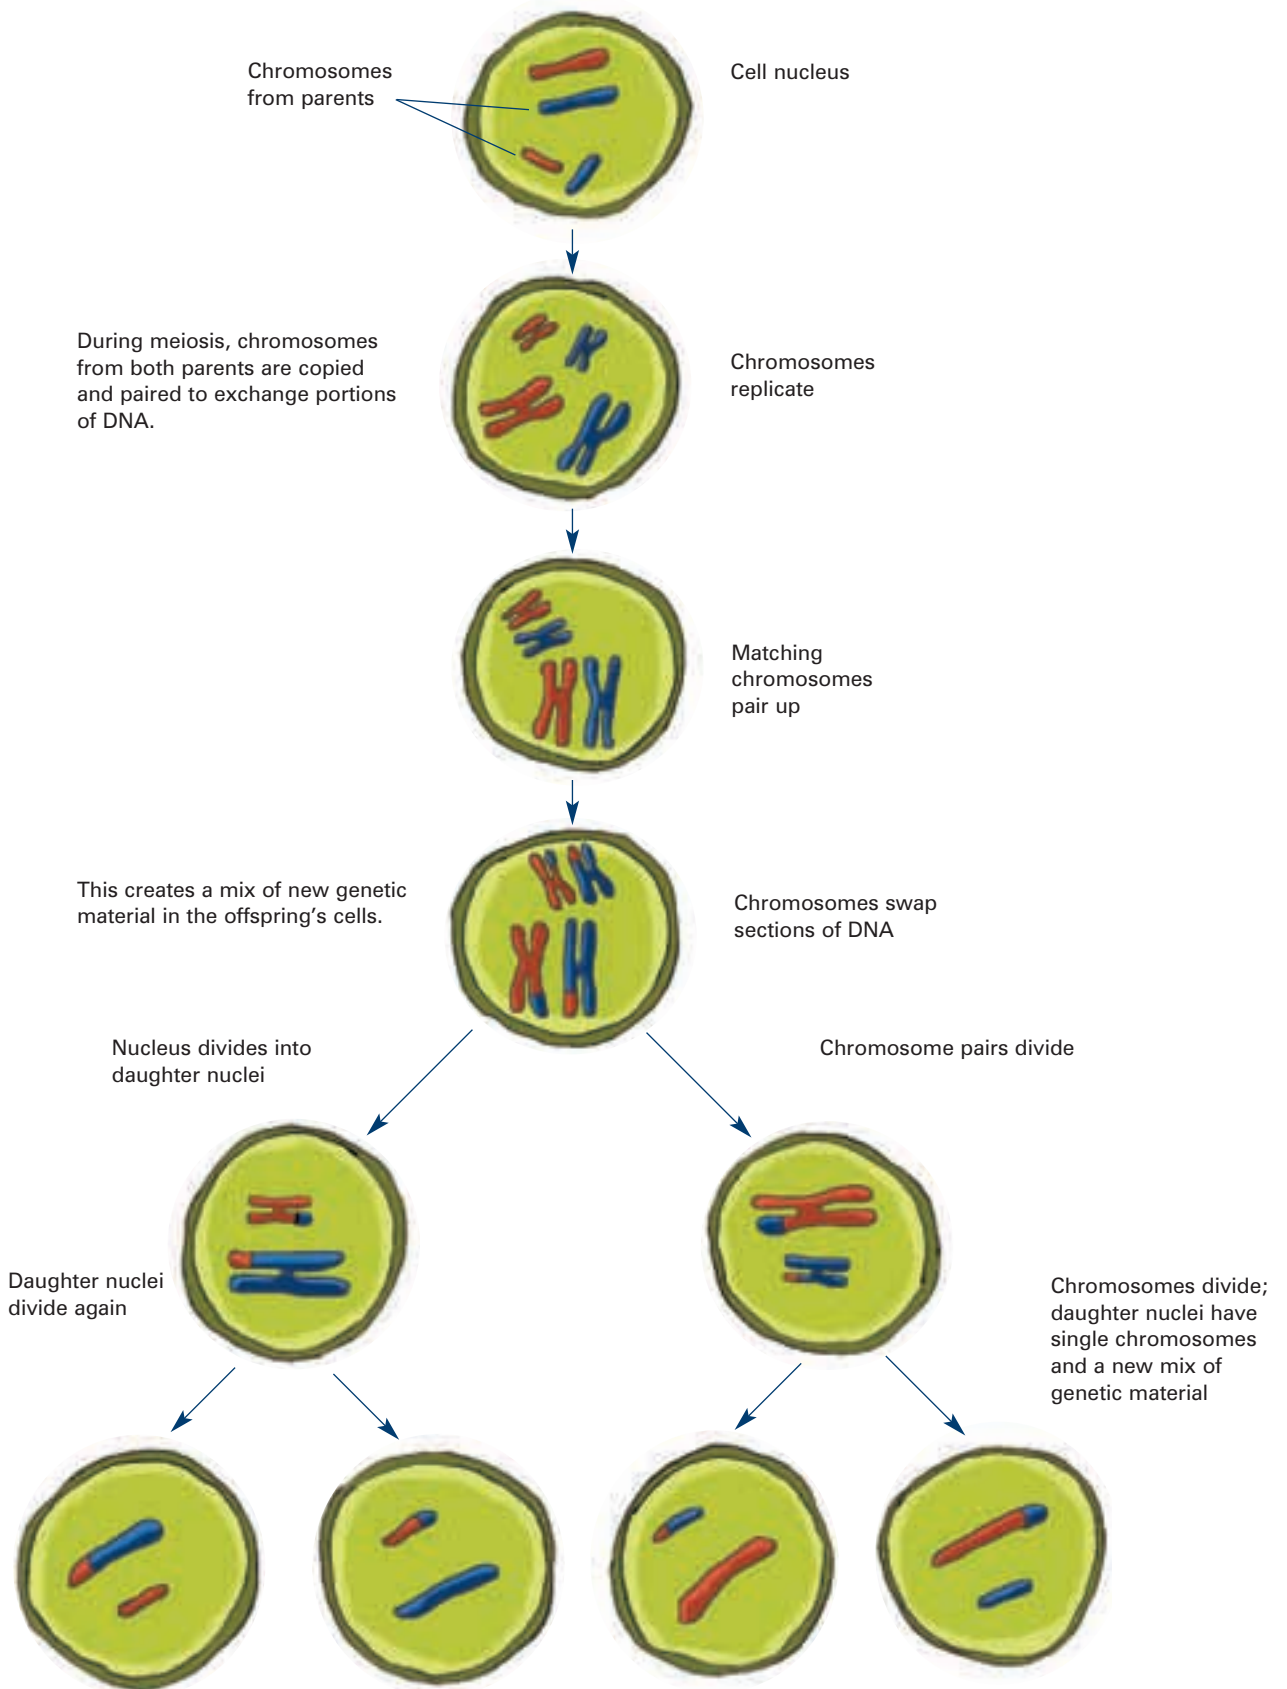 Chromosomes
from parents
Cell nucleus
During meiosis, chromosomes
from both parents are copied
and paired to exchange portions
of DNA.
Chromosomes
replicate
Matching
chromosomes
pair up
This creates a mix of new genetic
material in the offspring's cells.
Chromosomes swap
sections of DNA
Nucleus divides into
daughter nuclei
Chromosome pairs divide
Daughter nuclei
divide again
Chromosomes divide;
daughter nuclei have
single chromosomes
and a new mix of
genetic material